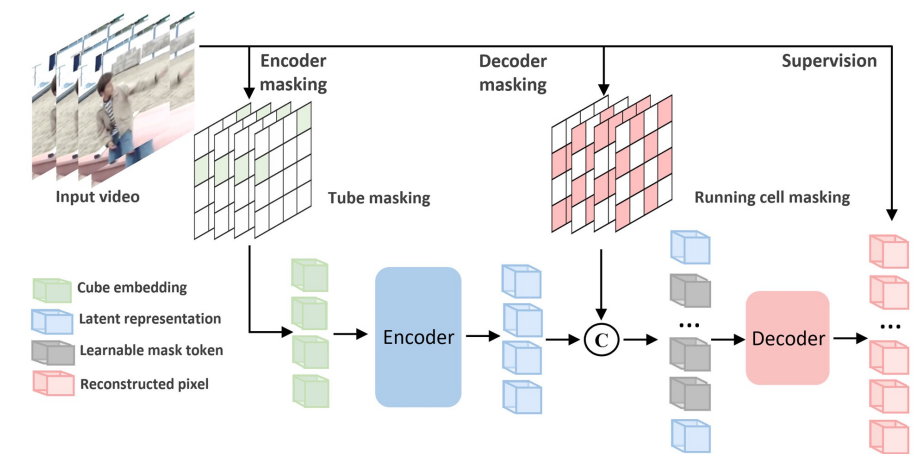 Encoder
masking
Decoder
masking
Supervision
Input video
Tube masking
Running cell masking
Cube embedding
Latent representation
Learnable mask token
Reconstructed pixel
Encoder
C
...
Decoder
...